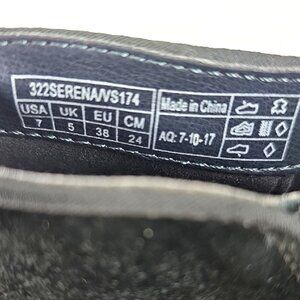 322SERENA/VS174
USA UK EU CM
7 5 38 24
Made in China
AQ: 7-10-17